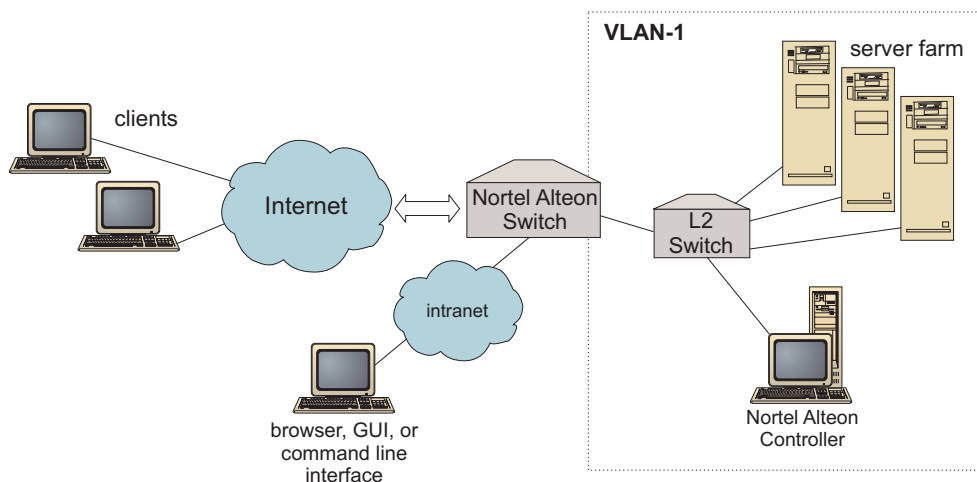 VLAN-1
server farm
clients
Internet
Nortel Alteon
Switch
L2
Switch
intranet
browser, GUI, or
command line
interface
Nortel Alteon
Controller